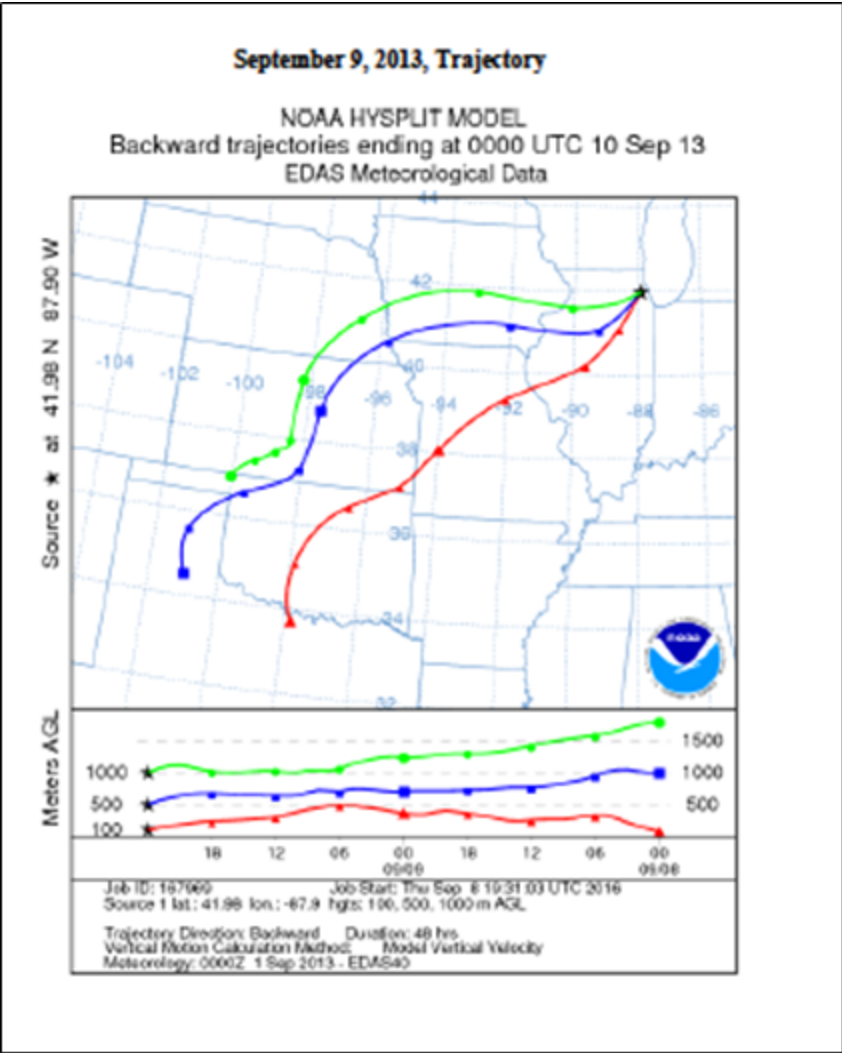 September 9, 2013, Trajectory
NOAA HYSPLIT MODEL
Backward trajectories ending at 0000 UTC 10 Sep 13
EDAS Meteorological Data
Source ★ at 41.98 N 87.90 W
44
42
40
38
36
34
32
-104 -102 -100 -98 -96 -94 -92 -90 -88 -86
noaa
Meters AGL
1500
1000 1000
500 500
100
18 12 06 00 18 12 06 00
09/09 09/08
Job ID: 167969 Job Start: Thu Sep 8 19:31:03 UTC 2016
Source 1 lat.: 41.98 lon.: -87.9 hgts: 100, 500, 1000 m AGL
Trajectory Direction: Backward Duration: 48 hrs
Vertical Motion Calculation Method: Model Vertical Velocity
Meteorology: 0000Z 1 Sep 2013 - EDAS40